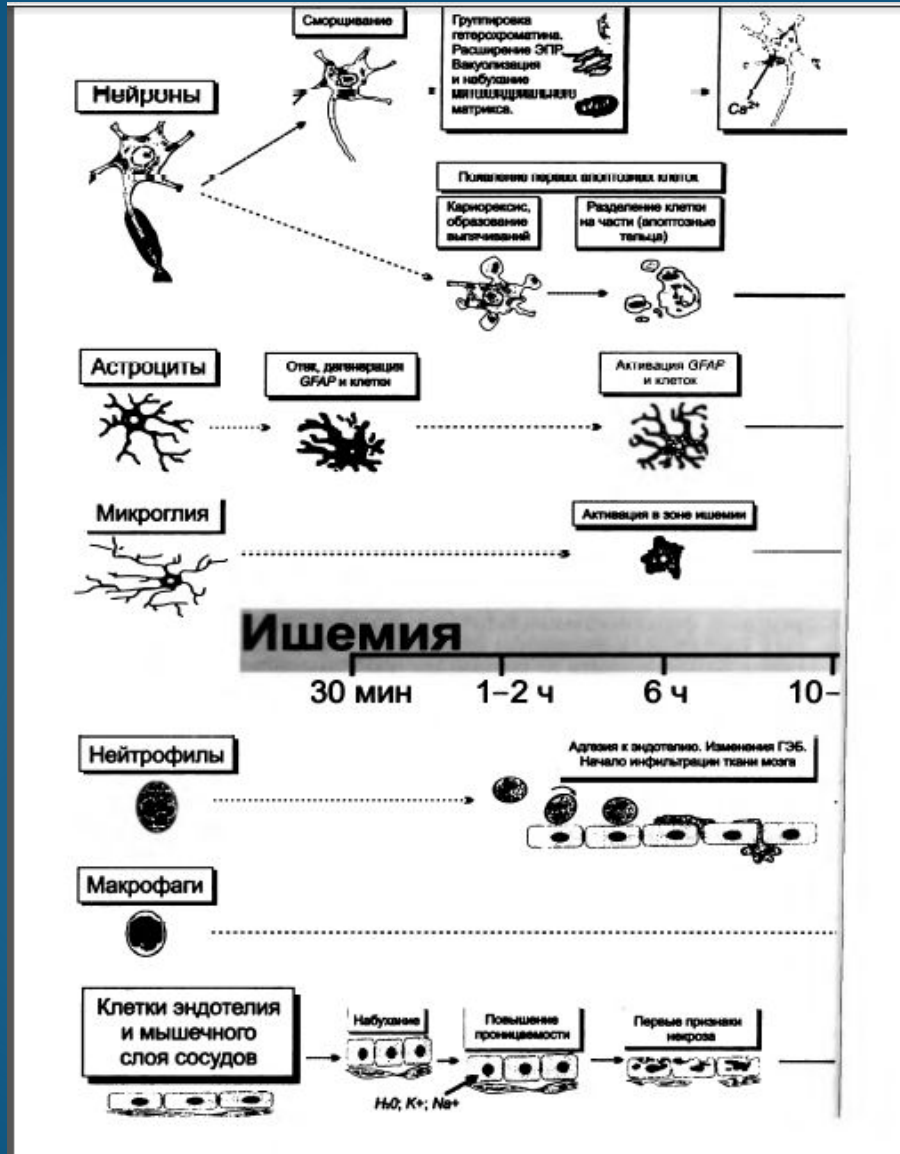 Сморщивание
Группировка
гетерохроматина.
Расширение ЭПР
Вакуолизация
и набухание
митохондриального
матрикса.
Ca²⁺
Нейроны
Появление первых апоптозных клеток
Кариорексис,
образование
выпячиваний
Разделение клетки
на части (апоптозные
тельца)
Астроциты
Отек, дегенерация
GFAP и клетки
Активация GFAP
и клеток
Микроглия
Активация в зоне ишемии
Ишемия
30 мин
1–2 ч
6 ч
10–
Нейтрофилы
Адгезия к эндотелию. Изменения ГЭБ.
Начало инфильтрации ткани мозга
Макрофаги
Клетки эндотелия
и мышечного
слоя сосудов
Набухание
Повышение
проницаемости
Первые признаки
некроза
H₂0; K+; Na+